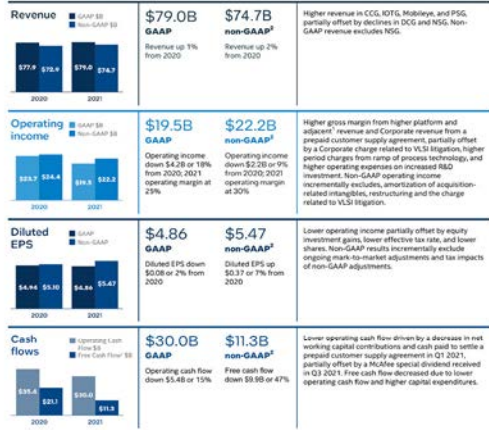 Revenue
GAAP $B
Non-GAAP $B
$77.9 $72.9 $79.0 $74.7
2020 2021
$79.0B
GAAP
Revenue up 1%
from 2020
$74.7B
non-GAAP²
Revenue up 2%
from 2020
Higher revenue in CCG, IOTG, Mobileye, and PSG,
partially offset by declines in DCG and NSG. Non-
GAAP revenue excludes NSG.
Operating
income
GAAP $B
Non-GAAP $B
$23.7 $24.4 $19.5 $22.2
2020 2021
$19.5B
GAAP
Operating income
down $4.2B or 18%
from 2020; 2021
operating margin at
25%
$22.2B
non-GAAP²
Operating income
down $2.2B or 9%
from 2020; 2021
operating margin
at 30%
Higher gross margin from higher platform and
adjacent¹ revenue and Corporate revenue from a
prepaid customer supply agreement, partially offset
by a Corporate charge related to VLSI litigation, higher
period charges from ramp of process technology, and
higher operating expenses on increased R&D
investment. Non-GAAP operating income
incrementally excludes, amortization of acquisition-
related intangibles, restructuring and the charge
related to VLSI litigation.
Diluted
EPS
GAAP
Non-GAAP
$4.94 $5.10 $4.86 $5.47
2020 2021
$4.86
GAAP
Diluted EPS down
$0.08 or 2% from
2020
$5.47
non-GAAP²
Diluted EPS up
$0.37 or 7% from
2020
Lower operating income partially offset by equity
investment gains, lower effective tax rate, and lower
shares. Non-GAAP results incrementally exclude
ongoing mark-to-market adjustments and tax impacts
of non-GAAP adjustments.
Cash
flows
Operating Cash
Flow $B
Free Cash Flow² $B
$35.4 $21.1 $30.0 $11.3
2020 2021
$30.0B
GAAP
Operating cash flow
down $5.4B or 15%
$11.3B
non-GAAP²
Free cash flow
down $9.9B or 47%
Lower operating cash flow driven by a decrease in net
working capital contributions and cash paid to settle a
prepaid customer supply agreement in Q1 2021,
partially offset by a McAfee special dividend received
in Q3 2021. Free cash flow decreased due to lower
operating cash flow and higher capital expenditures.